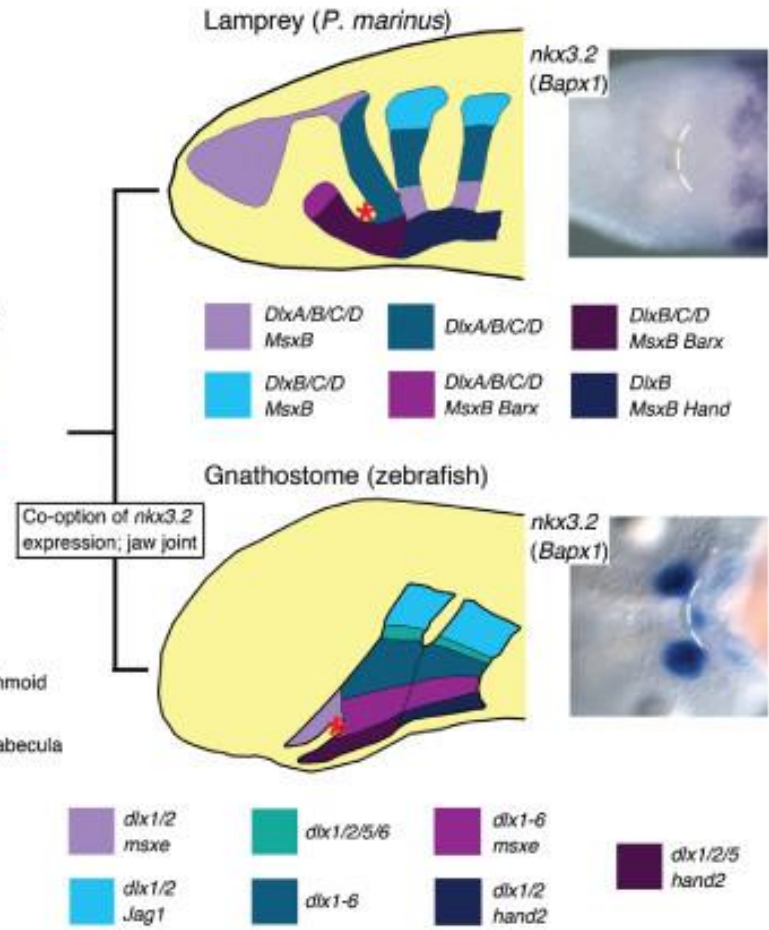 Lamprey (P. marinus)
nkx3.2
(Bapx1)
DlxA/B/C/D
MsxB
DlxA/B/C/D
DlxB/C/D
MsxB Barx
DlxB/C/D
MsxB
DlxA/B/C/D
MsxB Barx
DlxB
MsxB Hand
Gnathostome (zebrafish)
Co-option of nkx3.2
expression; jaw joint
nkx3.2
(Bapx1)
abecula
dlx1/2
msxe
dlx1/2/5/6
dlx1-6
msxe
dlx1/2/5
hand2
dlx1/2
Jag1
dlx1-6
dlx1/2
hand2